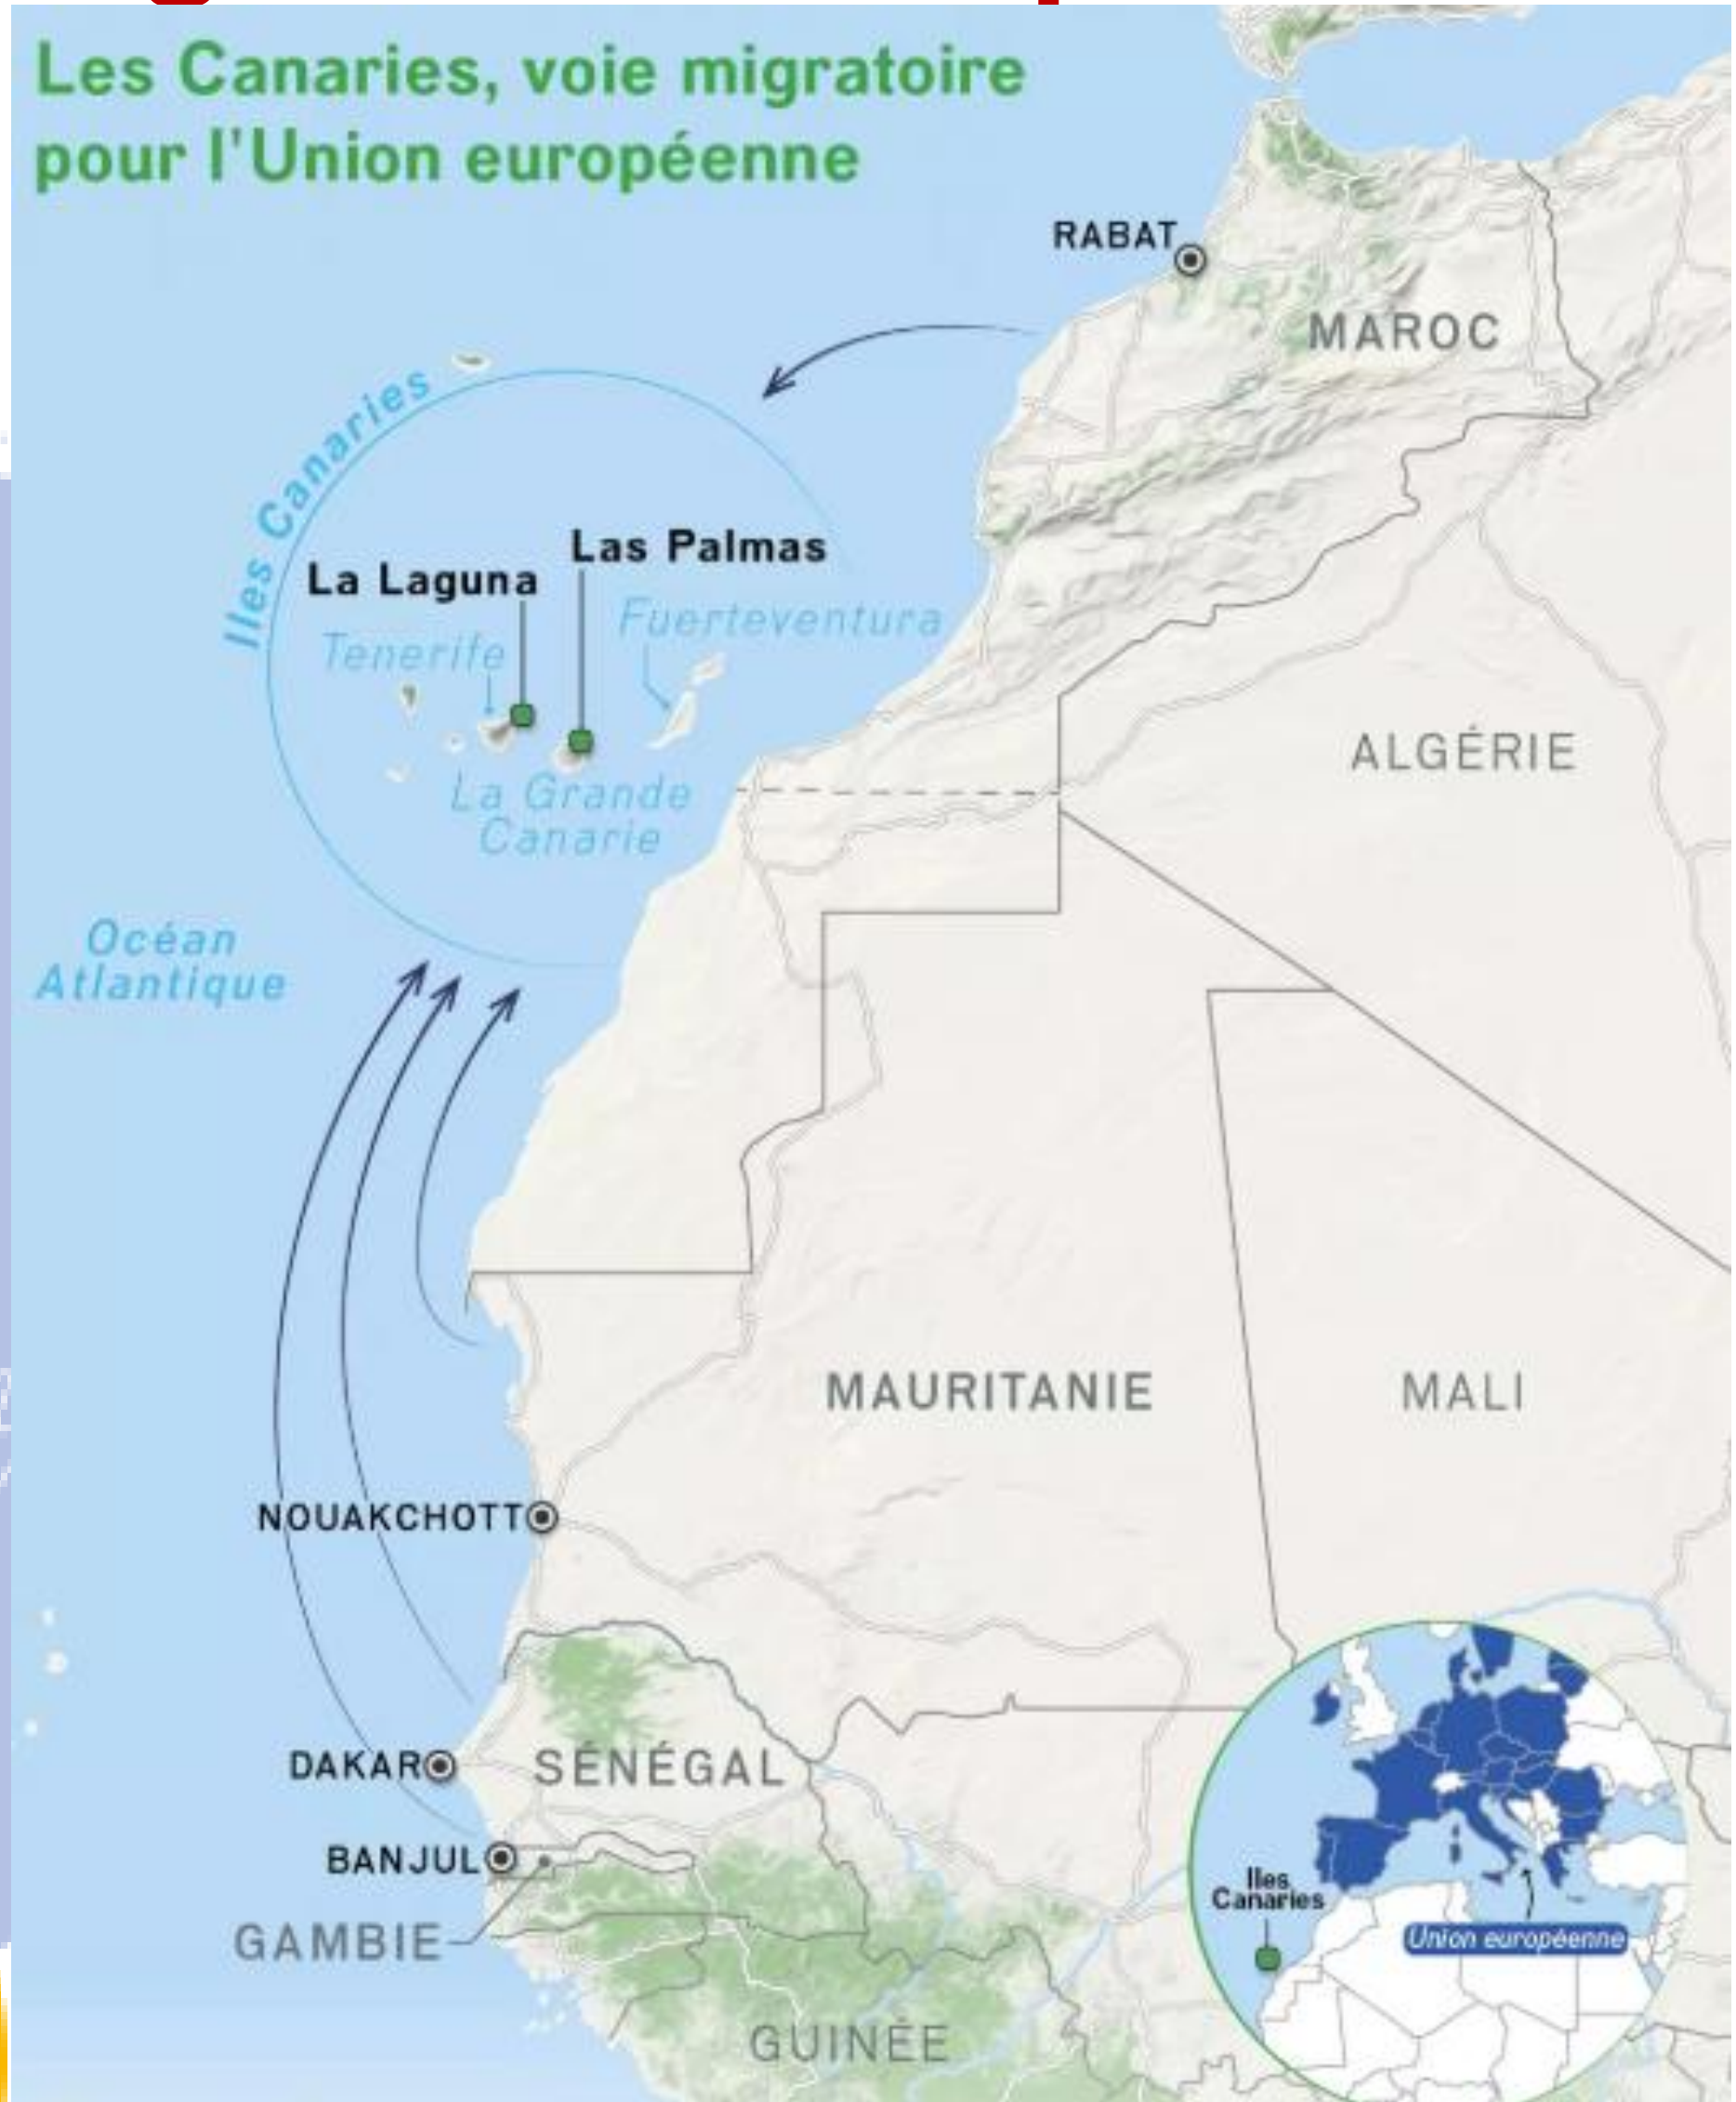 Les Canaries, voie migratoire
pour l'Union européenne
RABAT
MAROC
Iles Canaries
Las Palmas
La Laguna
Fuerteventura
Tenerife
ALGÉRIE
La Grande
Canarie
Océan
Atlantique
MAURITANIE
MALI
NOUAKCHOTT
DAKAR
SÉNÉGAL
BANJUL
GAMBIE
Iles
Canaries
Union européenne
GUINÉE